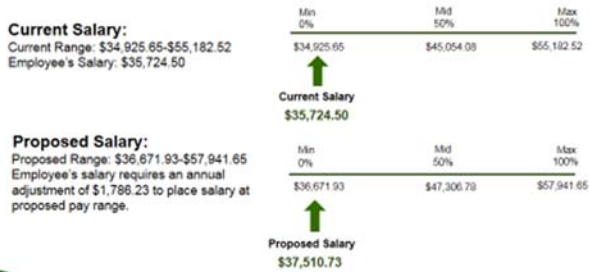 Current Salary:
Current Range: $34,925.65-$55,182.52
Employee's Salary: $35,724.50
Min Mid Max
0% 50% 100%
$34,925.65 $45,054.08 $55,182.52
Current Salary
$35,724.50
Proposed Salary:
Proposed Range: $36,671.93-$57,941.65
Employee's salary requires an annual
adjustment of $1,786.23 to place salary at
proposed pay range.
Min Mid Max
0% 50% 100%
$36,671.93 $47,306.78 $57,941.65
Proposed Salary
$37,510.73